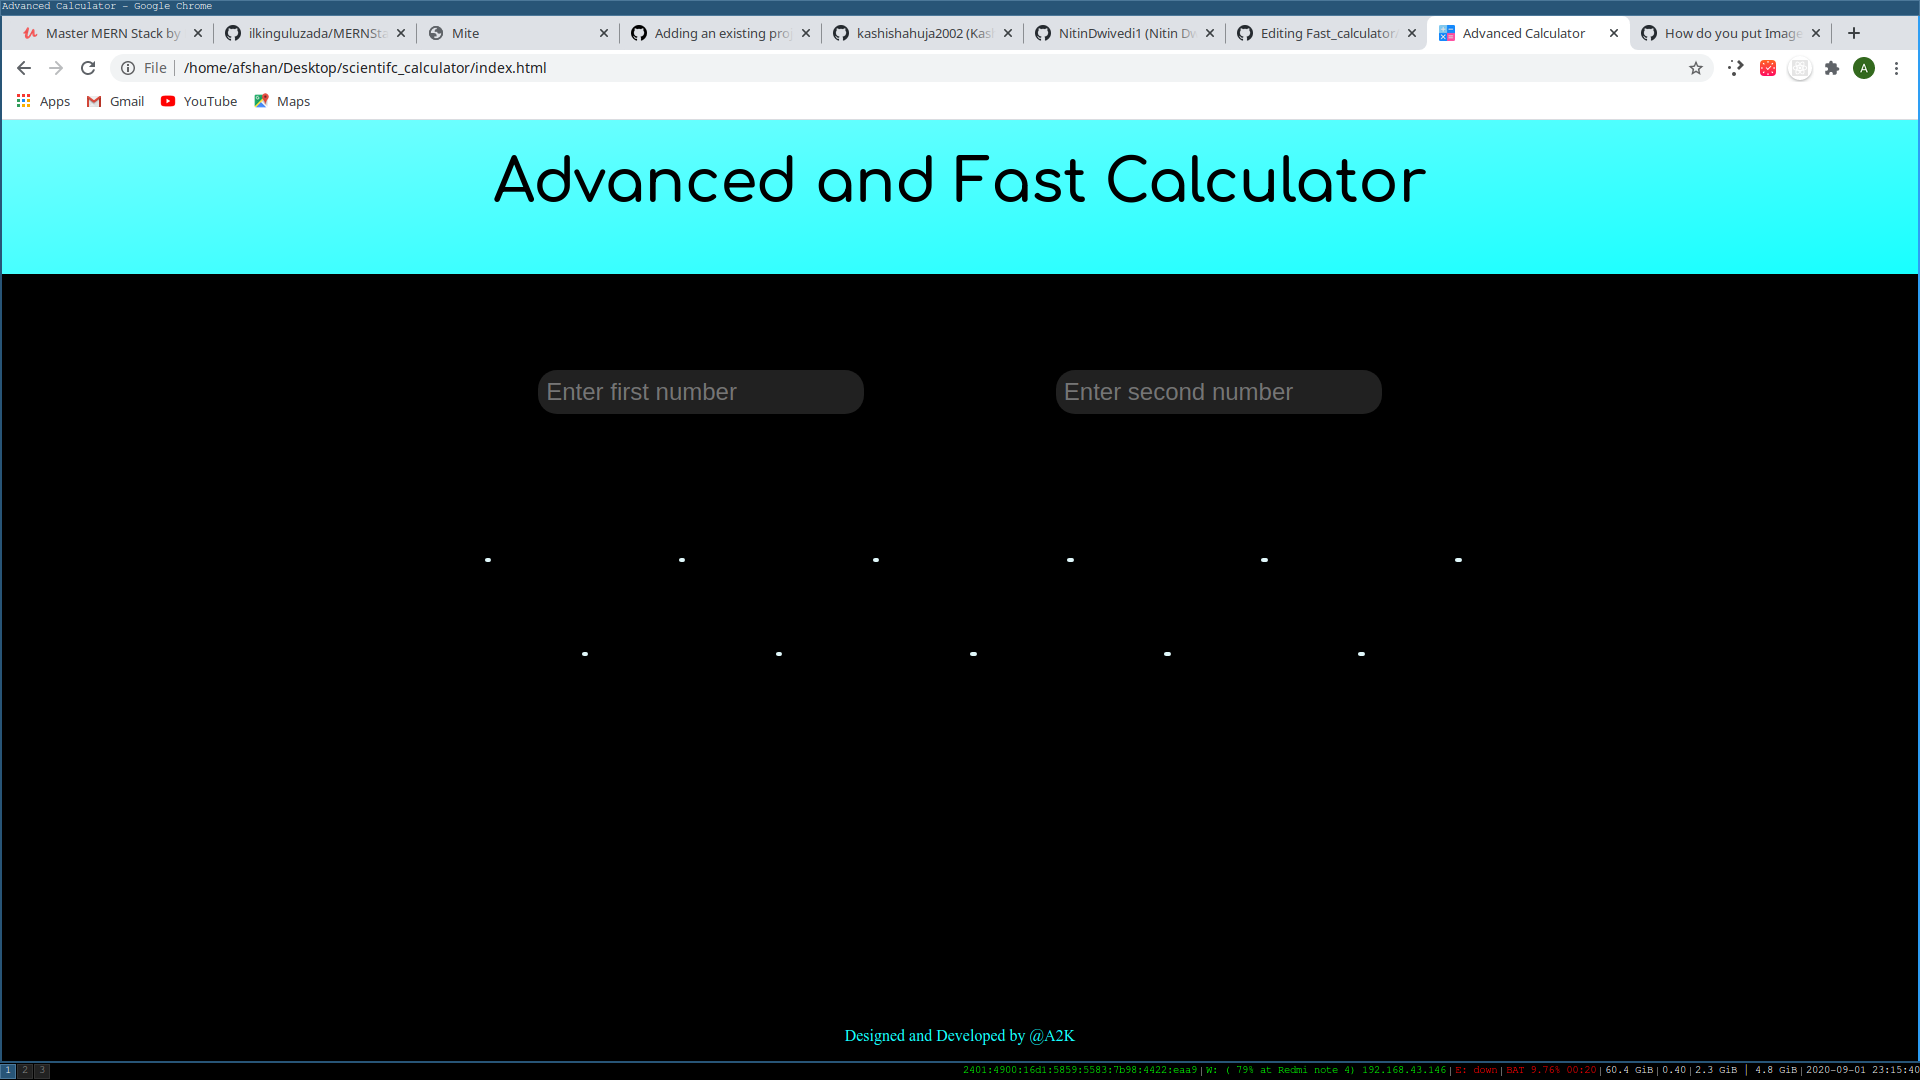 Advanced Calculator - Google Chrome
Master MERN Stack by
ilkinguluzada/MERNSta
Mite
Adding an existing proj
kashishahuja2002 (Kash
NitinDwivedi1 (Nitin Dw
Editing Fast_calculator/
Advanced Calculator
How do you put Image
File
/home/afshan/Desktop/scientifc_calculator/index.html
A
Apps
Gmail
YouTube
Maps
Advanced and Fast Calculator
Enter first number
Enter second number
Designed and Developed by @A2K
1 2 3
2401:4900:16d1:5859:5583:7b98:4422:eaa9|W: ( 79% at Redmi note 4) 192.168.43.146|E: down|BAT 9.76% 00:20|60.4 GiB|0.40|2.3 GiB | 4.8 GiB|2020-09-01 23:15:40